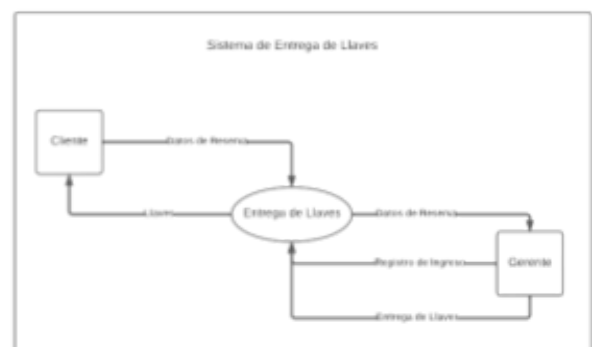 Sistema de Entrega de Llaves
Cliente
Datos de Reserva
Llaves
Entrega de Llaves
Datos de Reserva
Registro de Ingreso
Gerente
Entrega de Llaves